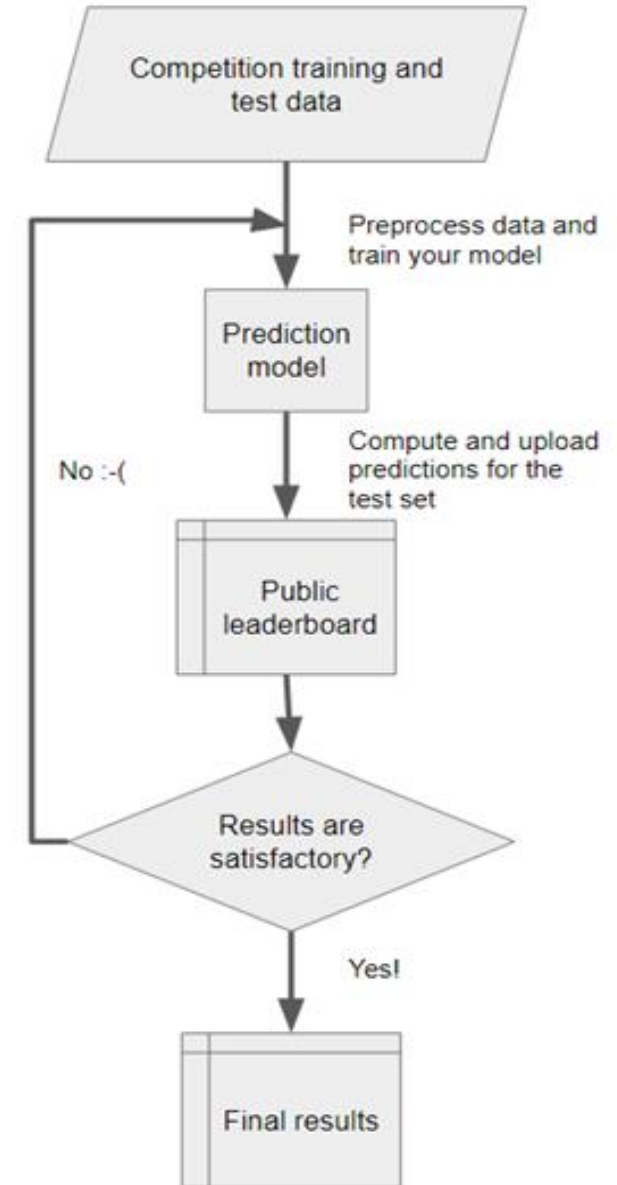 Competition training and
test data
Preprocess data and
train your model
Prediction
model
Compute and upload
predictions for the
test set
No :-(
Public
leaderboard
Results are
satisfactory?
Yes!
Final results